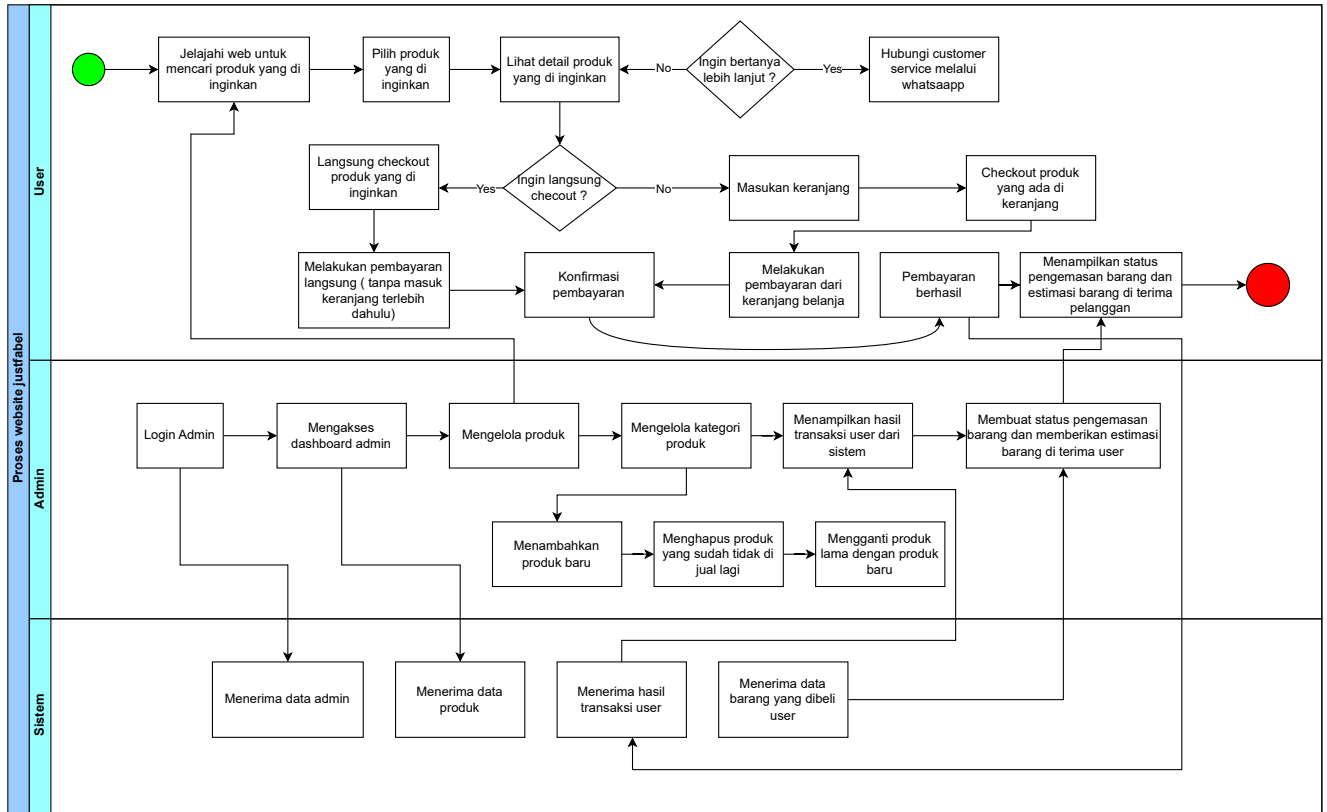 Proses website justfabel
User
Jelajahi web untuk
mencari produk yang di
inginkan
Pilih produk
yang di
inginkan
Lihat detail produk
yang di inginkan
No
Ingin bertanya
lebih lanjut ?
Yes
Hubungi customer
service melalui
whatsaapp
Langsung checkout
produk yang di
inginkan
Yes
Ingin langsung
checout ?
No
Masukan keranjang
Checkout produk
yang ada di
keranjang
Melakukan pembayaran
langsung ( tanpa masuk
keranjang terlebih
dahulu)
Konfirmasi
pembayaran
Melakukan
pembayaran dari
keranjang belanja
Pembayaran
berhasil
Menampilkan status
pengemasan barang dan
estimasi barang di terima
pelanggan
Admin
Login Admin
Mengakses
dashboard admin
Mengelola produk
Mengelola kategori
produk
Menampilkan hasil
transaksi user dari
sistem
Membuat status pengemasan
barang dan memberikan estimasi
barang di terima user
Menambahkan
produk baru
Menghapus produk
yang sudah tidak di
jual lagi
Mengganti produk
lama dengan produk
baru
Sistem
Menerima data admin
Menerima data
produk
Menerima hasil
transaksi user
Menerima data
barang yang dibeli
user